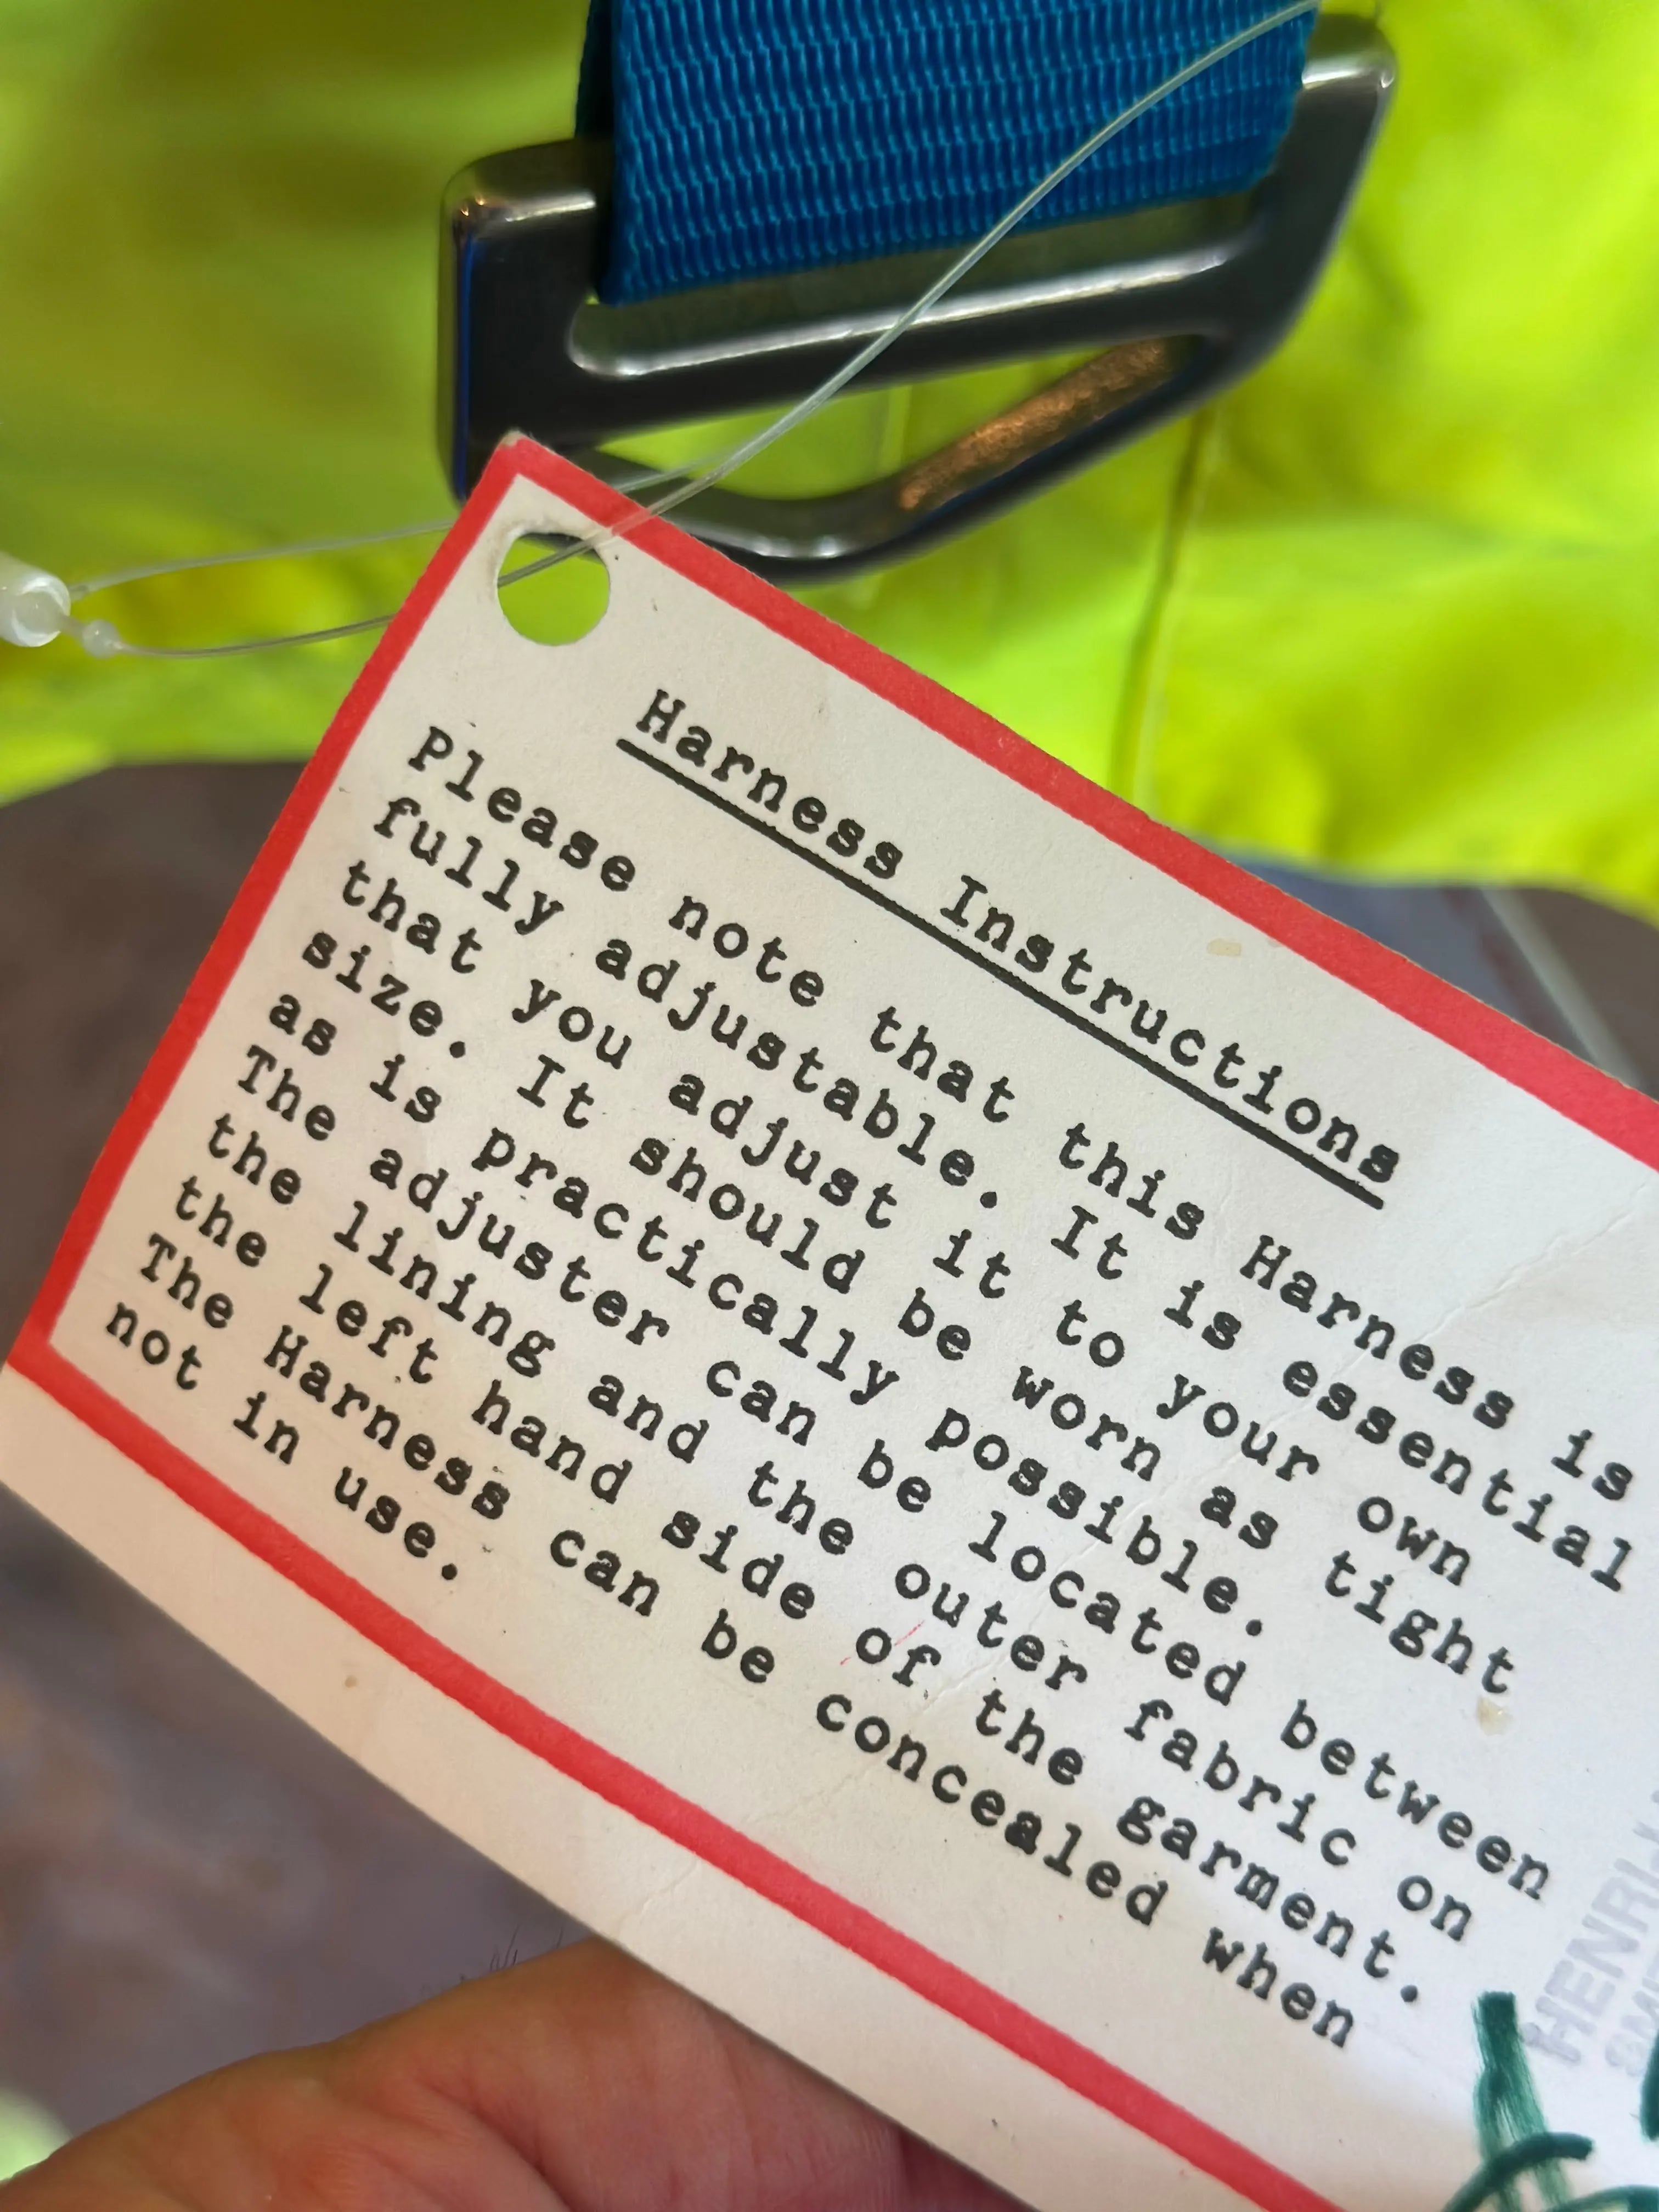 Harness Instructions
Please note that this Harness is
fully adjustable. It is essential
that you adjust it to your own
size. It should be worn as tight
as is practically possible.
The adjuster can be located between
the lining and the outer fabric on
the left hand side of the garment.
The Harness can be concealed when
not in use.
HENRI